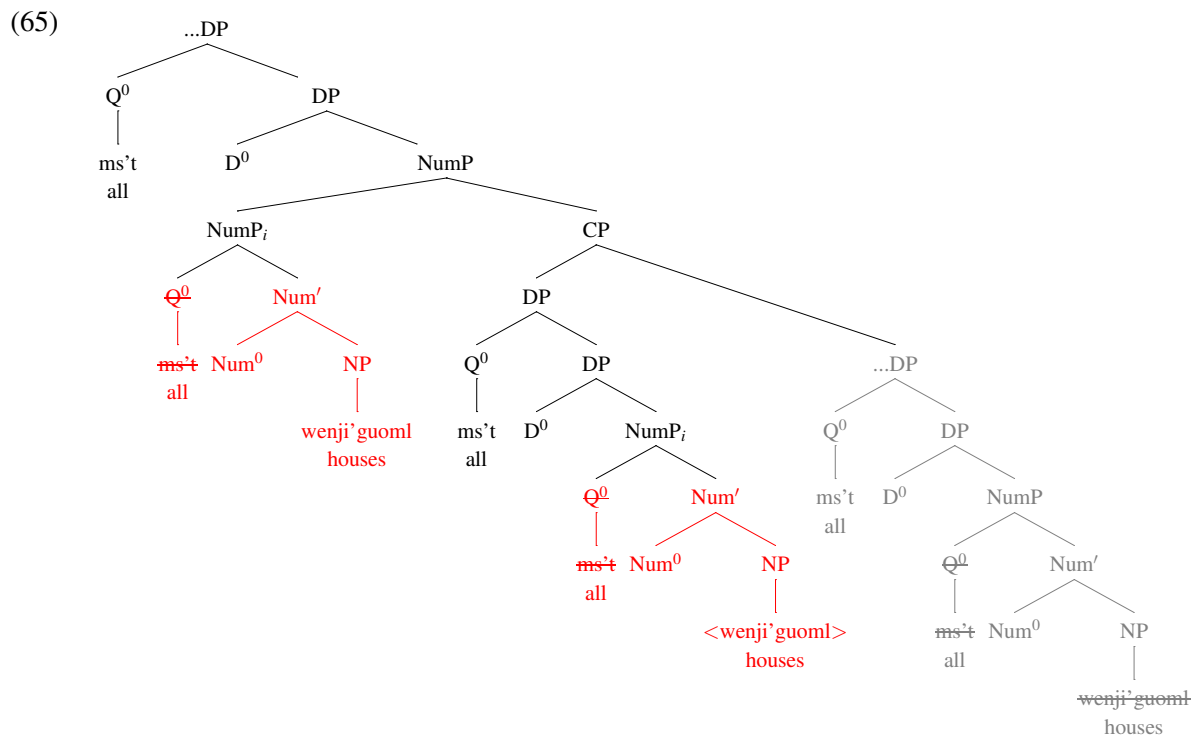 (65)
...DP
Q⁰ DP
ms't D⁰ NumP
all
NumPᵢ CP
Q⁰ Num′ DP
ms't Num⁰ NP Q⁰ DP ...DP
all
wenji'guoml ms't D⁰ NumPᵢ Q⁰ DP
houses all
Q⁰ Num′ ms't D⁰ NumP
all
ms't Num⁰ NP Q⁰ Num′
all
<wenji'guoml> ms't Num⁰ NP
houses all
wenji'guoml
houses